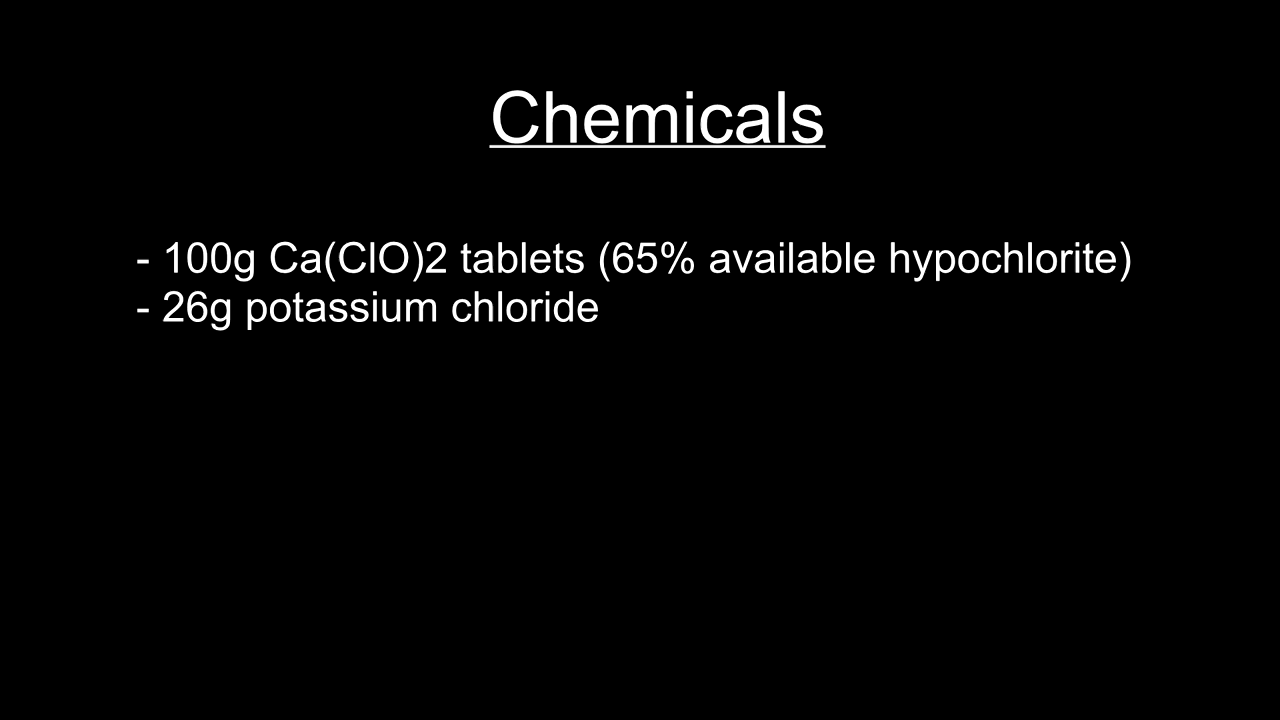 Chemicals
- 100g Ca(ClO)2 tablets (65% available hypochlorite)
- 26g potassium chloride